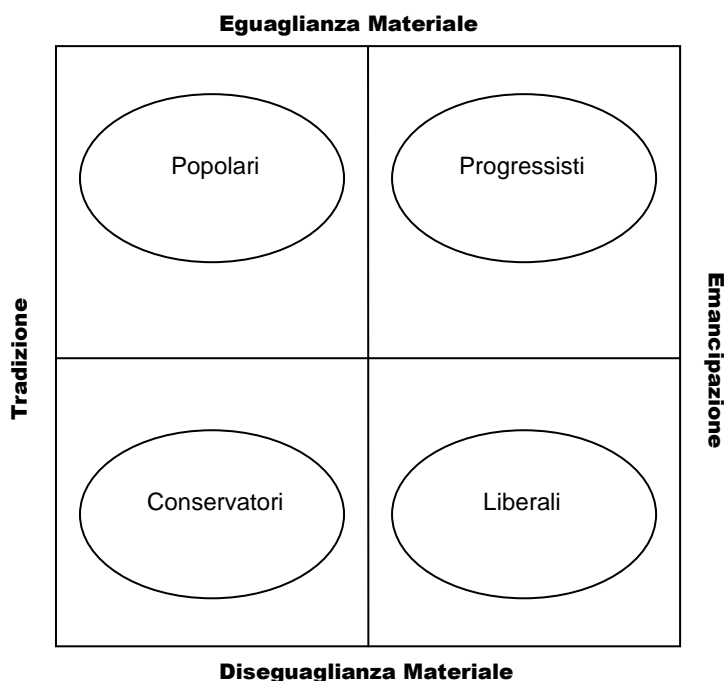 Eguaglianza Materiale
Popolari
Progressisti
Tradizione
Emancipazione
Conservatori
Liberali
Diseguaglianza Materiale